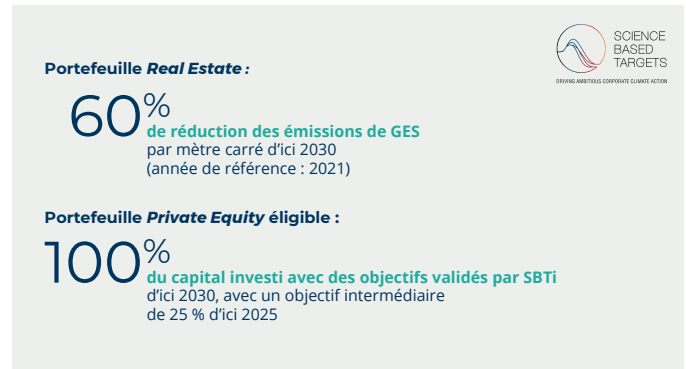 SCIENCE
BASED
TARGETS
DRIVING AMBITIOUS CORPORATE CLIMATE ACTION
Portefeuille Real Estate :
60%
de réduction des émissions de GES
par mètre carré d’ici 2030
(année de référence : 2021)
Portefeuille Private Equity éligible :
100%
du capital investi avec des objectifs validés par SBTi
d’ici 2030, avec un objectif intermédiaire
de 25 % d’ici 2025